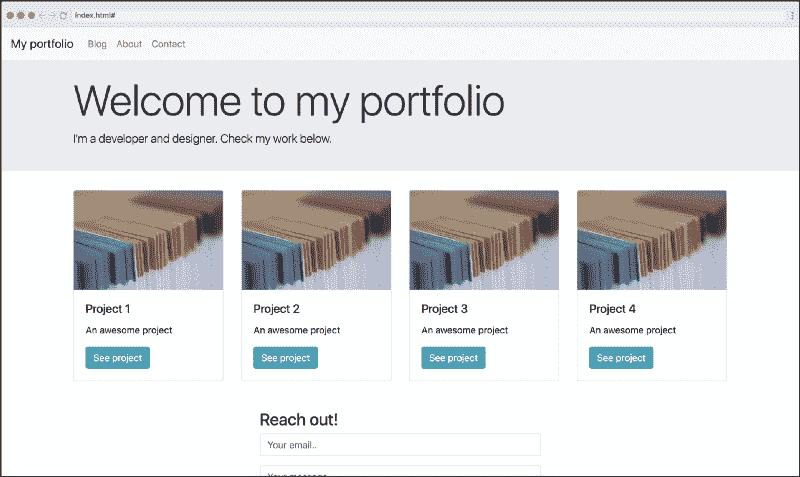 index.html#
My portfolio Blog About Contact
Welcome to my portfolio
I'm a developer and designer. Check my work below.
Project 1 Project 2 Project 3 Project 4
An awesome project An awesome project An awesome project An awesome project
See project See project See project See project
Reach out!
Your email..
Your message..